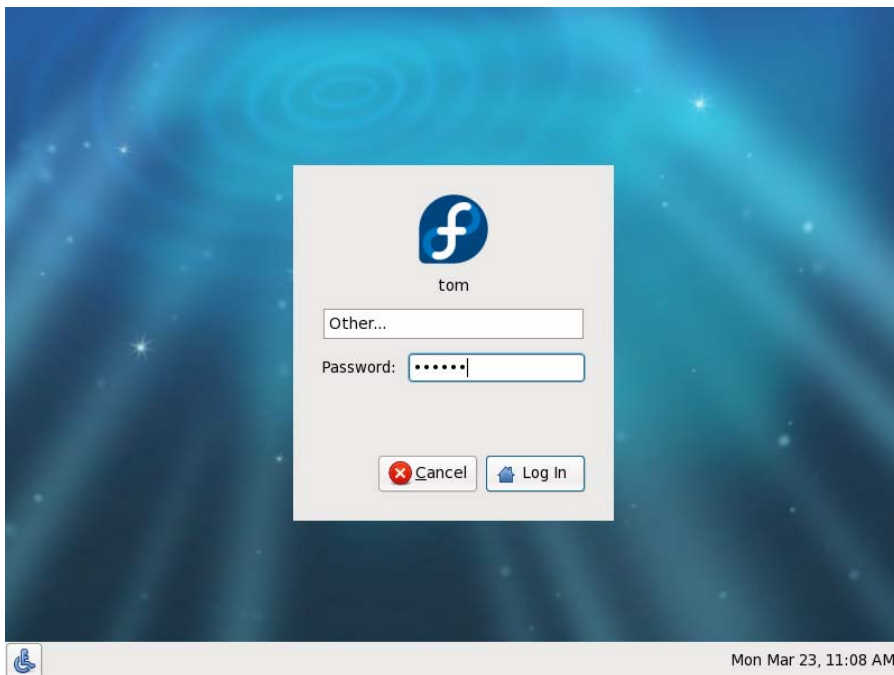 tom
Other...
Password: ••••••
Cancel
Log In
Mon Mar 23, 11:08 AM